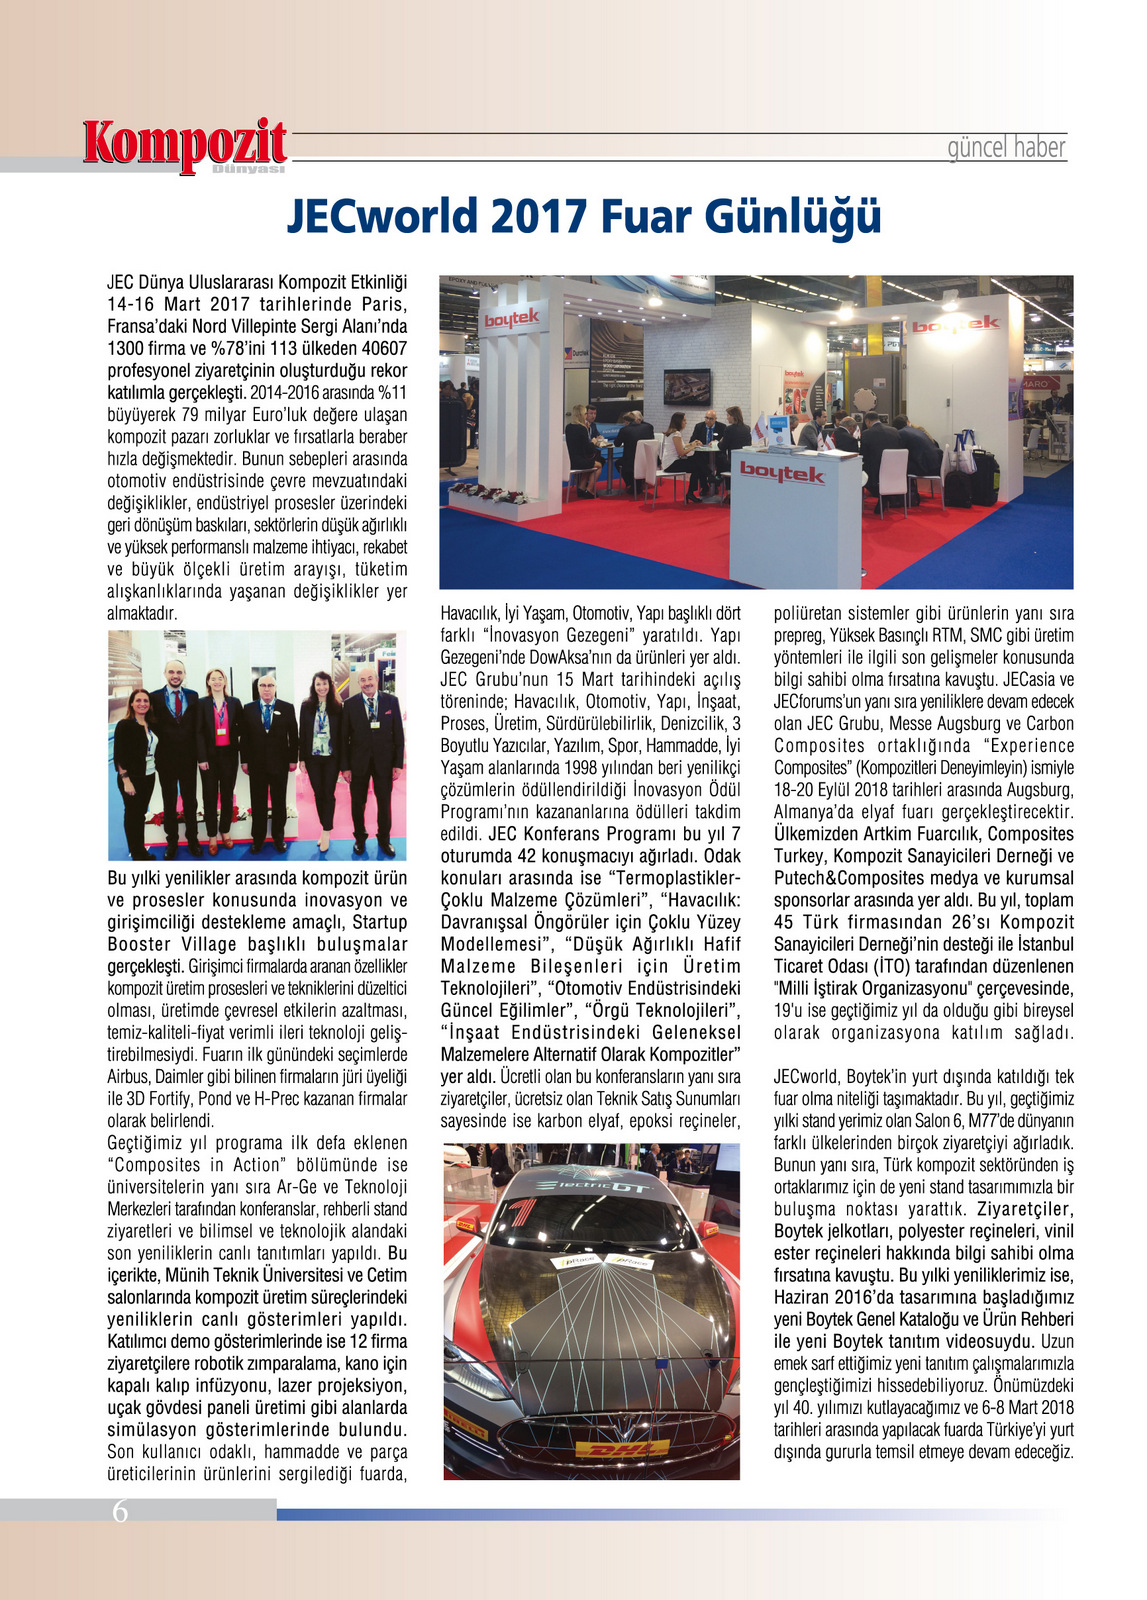 Kompozit
Dünyası
güncel haber
JECworld 2017 Fuar Günlüğü
JEC Dünya Uluslararası Kompozit Etkinliği
14-16 Mart 2017 tarihlerinde Paris,
Fransa’daki Nord Villepinte Sergi Alanı’nda
1300 firma ve %78’ini 113 ülkeden 40607
profesyonel ziyaretçinin oluşturduğu rekor
katılımla gerçekleşti. 2014-2016 arasında %11
büyüyerek 79 milyar Euro’luk değere ulaşan
kompozit pazarı zorluklar ve fırsatlarla beraber
hızla değişmektedir. Bunun sebepleri arasında
otomotiv endüstrisinde çevre mevzuatındaki
değişiklikler, endüstriyel prosesler üzerindeki
geri dönüşüm baskıları, sektörlerin düşük ağırlıklı
ve yüksek performanslı malzeme ihtiyacı, rekabet
ve büyük ölçekli üretim arayışı, tüketim
alışkanlıklarında yaşanan değişiklikler yer
almaktadır.
Bu yılki yenilikler arasında kompozit ürün
ve prosesler konusunda inovasyon ve
girişimciliği destekleme amaçlı, Startup
Booster Village başlıklı buluşmalar
gerçekleşti. Girişimci firmalarda aranan özellikler
kompozit üretim prosesleri ve tekniklerini düzeltici
olması, üretimde çevresel etkilerin azaltması,
temiz-kaliteli-fiyat verimli ileri teknoloji geliş-
tirebilmesiydi. Fuarın ilk günündeki seçimlerde
Airbus, Daimler gibi bilinen firmaların jüri üyeliği
ile 3D Fortify, Pond ve H-Prec kazanan firmalar
olarak belirlendi.
Geçtiğimiz yıl programa ilk defa eklenen
“Composites in Action” bölümünde ise
üniversitelerin yanı sıra Ar-Ge ve Teknoloji
Merkezleri tarafından konferanslar, rehberli stand
ziyaretleri ve bilimsel ve teknolojik alandaki
son yeniliklerin canlı tanıtımları yapıldı. Bu
içerikte, Münih Teknik Üniversitesi ve Cetim
salonlarında kompozit üretim süreçlerindeki
yeniliklerin canlı gösterimleri yapıldı.
Katılımcı demo gösterimlerinde ise 12 firma
ziyaretçilere robotik zımparalama, kano için
kapalı kalıp infüzyonu, lazer projeksiyon,
uçak gövdesi paneli üretimi gibi alanlarda
simülasyon gösterimlerinde bulundu.
Son kullanıcı odaklı, hammadde ve parça
üreticilerinin ürünlerini sergilediği fuarda,
boytek
boytek
boytek
boytek
Havacılık, İyi Yaşam, Otomotiv, Yapı başlıklı dört
farklı “İnovasyon Gezegeni” yaratıldı. Yapı
Gezegeni’nde DowAksa’nın da ürünleri yer aldı.
JEC Grubu’nun 15 Mart tarihindeki açılış
töreninde; Havacılık, Otomotiv, Yapı, İnşaat,
Proses, Üretim, Sürdürülebilirlik, Denizcilik, 3
Boyutlu Yazıcılar, Yazılım, Spor, Hammadde, İyi
Yaşam alanlarında 1998 yılından beri yenilikçi
çözümlerin ödüllendirildiği İnovasyon Ödül
Programı’nın kazananlarına ödülleri takdim
edildi. JEC Konferans Programı bu yıl 7
oturumda 42 konuşmacıyı ağırladı. Odak
konuları arasında ise “Termoplastikler-
Çoklu Malzeme Çözümleri”, “Havacılık:
Davranışsal Öngörüler için Çoklu Yüzey
Modellemesi”, “Düşük Ağırlıklı Hafif
Malzeme Bileşenleri için Üretim
Teknolojileri”, “Otomotiv Endüstrisindeki
Güncel Eğilimler”, “Örgü Teknolojileri”,
“İnşaat Endüstrisindeki Geleneksel
Malzemelere Alternatif Olarak Kompozitler”
yer aldı. Ücretli olan bu konferansların yanı sıra
ziyaretçiler, ücretsiz olan Teknik Satış Sunumları
sayesinde ise karbon elyaf, epoksi reçineler,
ElectricGT
1
pRace
pRace
DHL
poliüretan sistemler gibi ürünlerin yanı sıra
prepreg, Yüksek Basınçlı RTM, SMC gibi üretim
yöntemleri ile ilgili son gelişmeler konusunda
bilgi sahibi olma fırsatına kavuştu. JECasia ve
JECforums’un yanı sıra yeniliklere devam edecek
olan JEC Grubu, Messe Augsburg ve Carbon
Composites ortaklığında “Experience
Composites” (Kompozitleri Deneyimleyin) ismiyle
18-20 Eylül 2018 tarihleri arasında Augsburg,
Almanya’da elyaf fuarı gerçekleştirecektir.
Ülkemizden Artkim Fuarcılık, Composites
Turkey, Kompozit Sanayicileri Derneği ve
Putech&Composites medya ve kurumsal
sponsorlar arasında yer aldı. Bu yıl, toplam
45 Türk firmasından 26’sı Kompozit
Sanayicileri Derneği’nin desteği ile İstanbul
Ticaret Odası (İTO) tarafından düzenlenen
"Milli İştirak Organizasyonu" çerçevesinde,
19'u ise geçtiğimiz yıl da olduğu gibi bireysel
olarak organizasyona katılım sağladı.
JECworld, Boytek’in yurt dışında katıldığı tek
fuar olma niteliği taşımaktadır. Bu yıl, geçtiğimiz
yılki stand yerimiz olan Salon 6, M77’de dünyanın
farklı ülkelerinden birçok ziyaretçiyi ağırladık.
Bunun yanı sıra, Türk kompozit sektöründen iş
ortaklarımız için de yeni stand tasarımımızla bir
buluşma noktası yarattık. Ziyaretçiler,
Boytek jelkotları, polyester reçineleri, vinil
ester reçineleri hakkında bilgi sahibi olma
fırsatına kavuştu. Bu yılki yeniliklerimiz ise,
Haziran 2016’da tasarımına başladığımız
yeni Boytek Genel Kataloğu ve Ürün Rehberi
ile yeni Boytek tanıtım videosuydu. Uzun
emek sarf ettiğimiz yeni tanıtım çalışmalarımızla
gençleştiğimizi hissedebiliyoruz. Önümüzdeki
yıl 40. yılımızı kutlayacağımız ve 6-8 Mart 2018
tarihleri arasında yapılacak fuarda Türkiye’yi yurt
dışında gururla temsil etmeye devam edeceğiz.
6